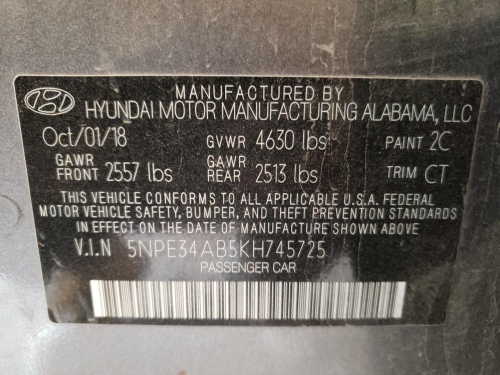 MANUFACTURED BY
HYUNDAI MOTOR MANUFACTURING ALABAMA, LLC
Oct/01/18 GVWR 4630 lbs PAINT 2C
GAWR FRONT 2557 lbs GAWR REAR 2513 lbs TRIM CT
THIS VEHICLE CONFORMS TO ALL APPLICABLE U.S.A. FEDERAL
MOTOR VEHICLE SAFETY, BUMPER, AND THEFT PREVENTION
STANDARDS IN EFFECT ON THE DATE OF MANUFACTURE SHOWN ABOVE
V.I.N 5NPE34AB5KH745725
PASSENGER CAR